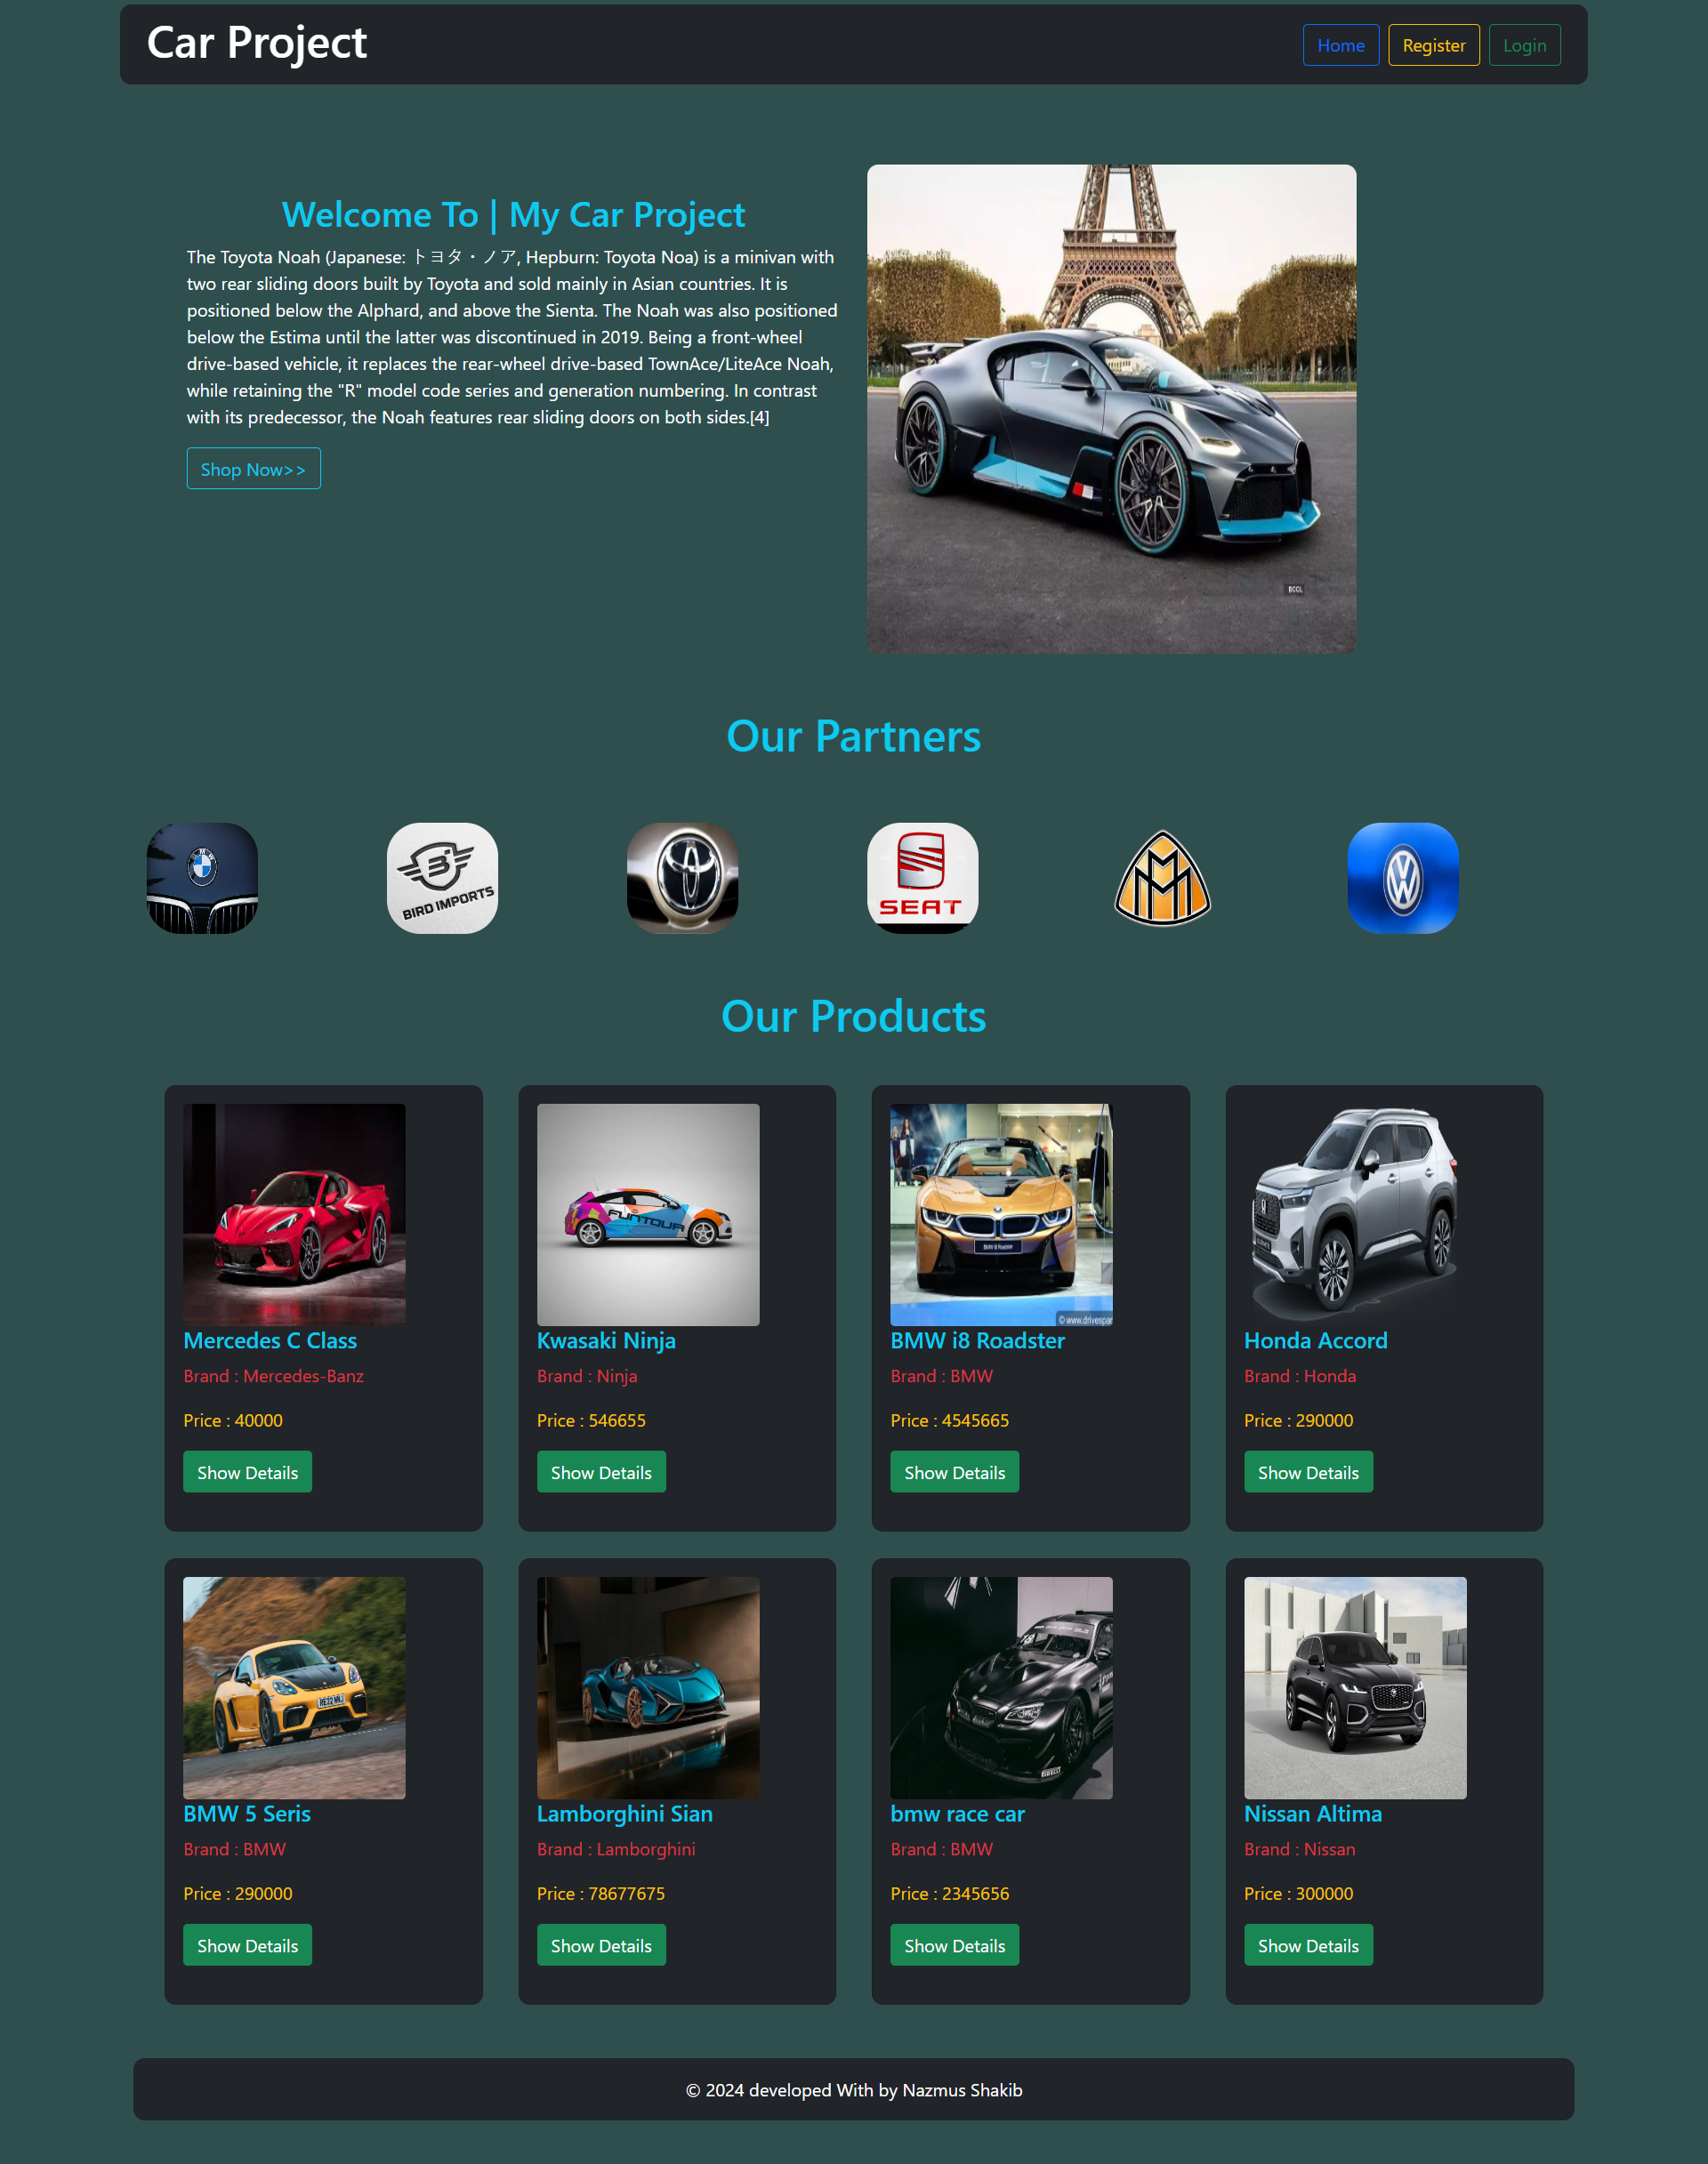 Car Project
Home
Register
Login
Welcome To | My Car Project
The Toyota Noah (Japanese: トヨタ・ノア, Hepburn: Toyota Noa) is a minivan with
two rear sliding doors built by Toyota and sold mainly in Asian countries. It is
positioned below the Alphard, and above the Sienta. The Noah was also positioned
below the Estima until the latter was discontinued in 2019. Being a front-wheel
drive-based vehicle, it replaces the rear-wheel drive-based TownAce/LiteAce Noah,
while retaining the "R" model code series and generation numbering. In contrast
with its predecessor, the Noah features rear sliding doors on both sides.[4]
Shop Now>>
BCCL
Our Partners
BIRD IMPORTS
SEAT
Our Products
FUNTOUR
BMW i8 Roadster
© www.drivespar
Mercedes C Class
Brand : Mercedes-Banz
Price : 40000
Show Details
Kwasaki Ninja
Brand : Ninja
Price : 546655
Show Details
BMW i8 Roadster
Brand : BMW
Price : 4545665
Show Details
Honda Accord
Brand : Honda
Price : 290000
Show Details
BMW 5 Seris
Brand : BMW
Price : 290000
Show Details
Lamborghini Sian
Brand : Lamborghini
Price : 78677675
Show Details
bmw race car
Brand : BMW
Price : 2345656
Show Details
Nissan Altima
Brand : Nissan
Price : 300000
Show Details
© 2024 developed With by Nazmus Shakib